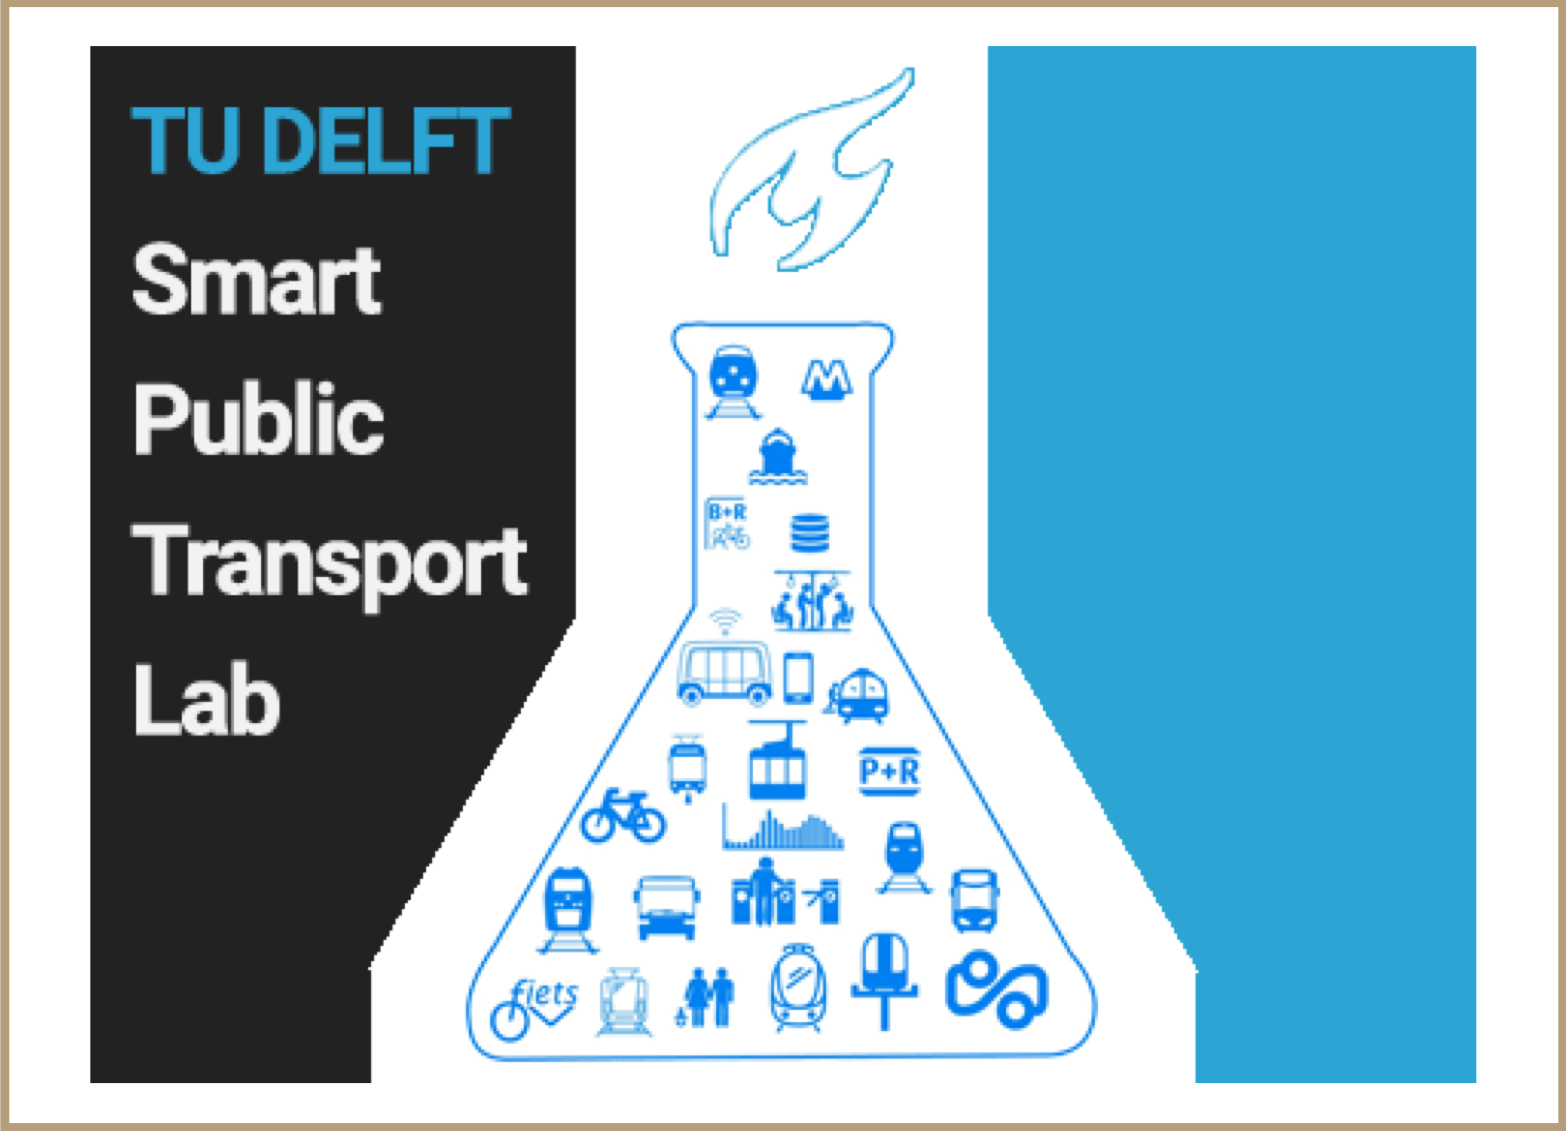 TU DELFT
Smart
Public
Transport
Lab
M
B+R
P+R
fiets